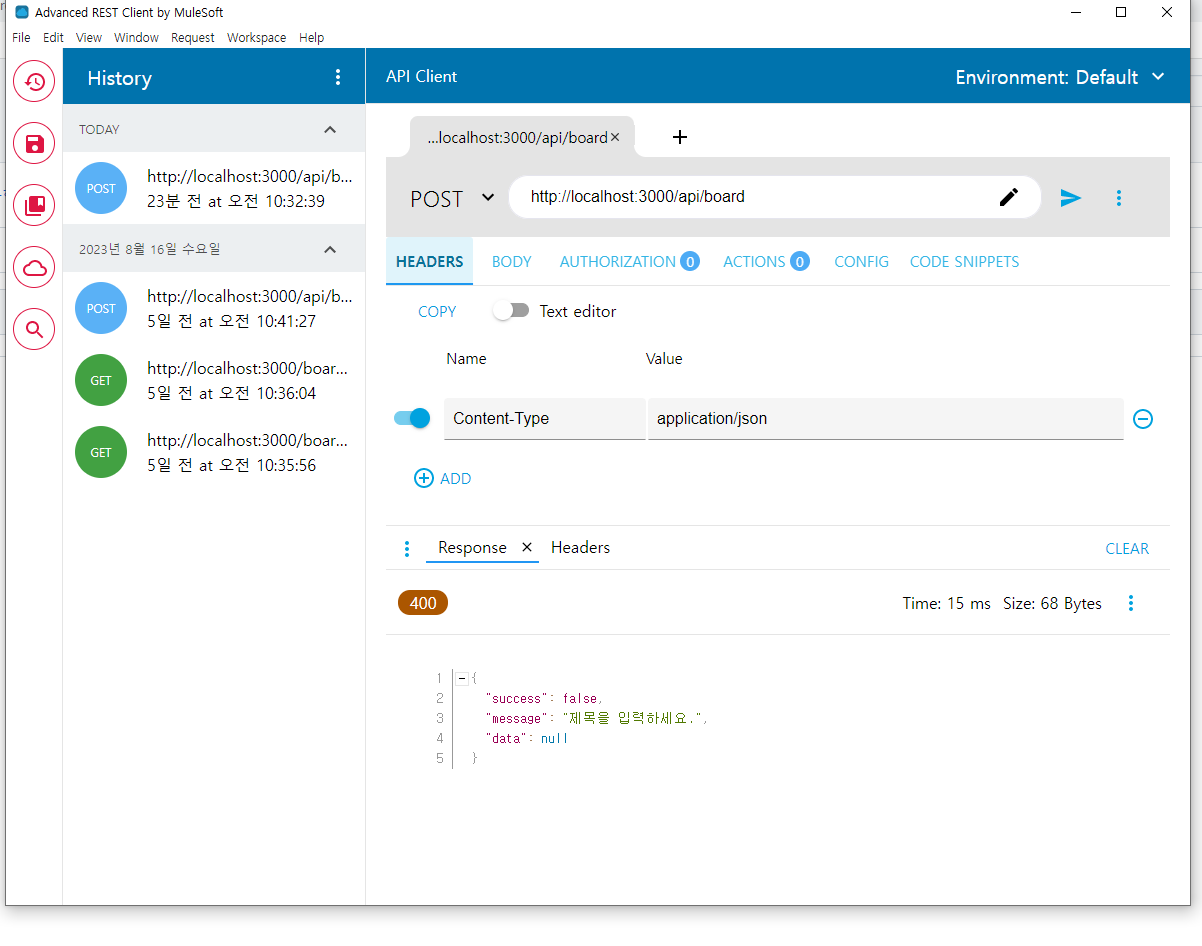 Advanced REST Client by MuleSoft
File Edit View Window Request Workspace Help
History
API Client
Environment: Default
TODAY
POST
http://localhost:3000/api/b...
23분 전 at 오전 10:32:39
2023년 8월 16일 수요일
POST
http://localhost:3000/api/b...
5일 전 at 오전 10:41:27
GET
http://localhost:3000/boar...
5일 전 at 오전 10:36:04
GET
http://localhost:3000/boar...
5일 전 at 오전 10:35:56
...localhost:3000/api/board
POST http://localhost:3000/api/board
HEADERS BODY AUTHORIZATION 0 ACTIONS 0 CONFIG CODE SNIPPETS
COPY Text editor
Name Value
Content-Type application/json
ADD
Response Headers CLEAR
400 Time: 15 ms Size: 68 Bytes
1 {
2 "success": false,
3 "message": "제목을 입력하세요.",
4 "data": null
5 }